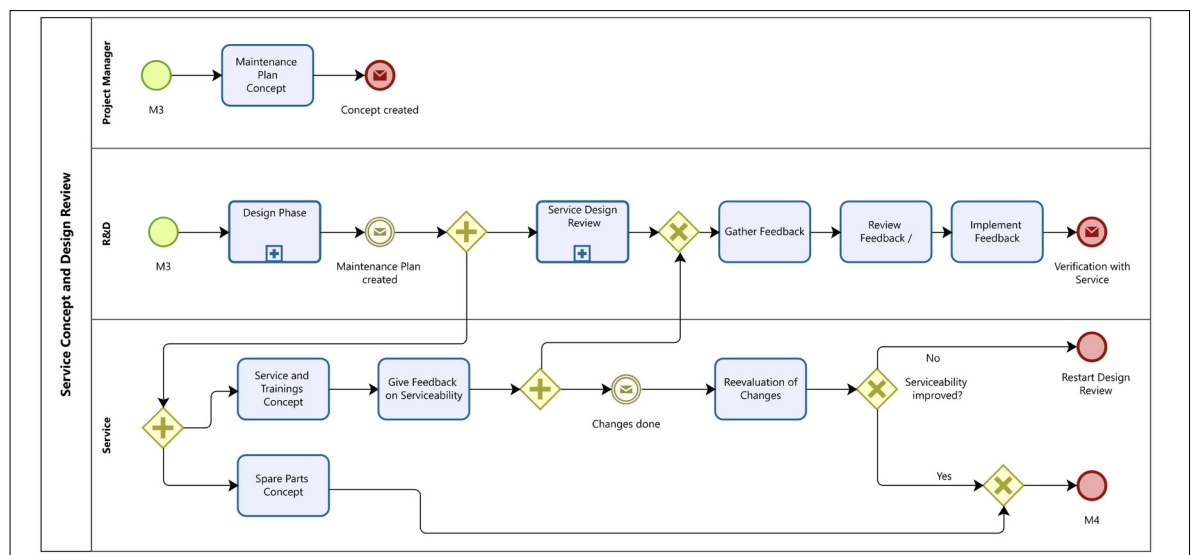 Service Concept and Design Review
Project Manager
M3
Maintenance
Plan
Concept
Concept created
R&D
M3
Design Phase
Maintenance Plan
created
Service Design
Review
Gather Feedback
Review
Feedback /
Implement
Feedback
Verification with
Service
Service
Service and
Trainings
Concept
Give Feedback
on Serviceability
Changes done
Reevaluation of
Changes
Serviceability
improved?
No
Restart Design
Review
Yes
Spare Parts
Concept
M4